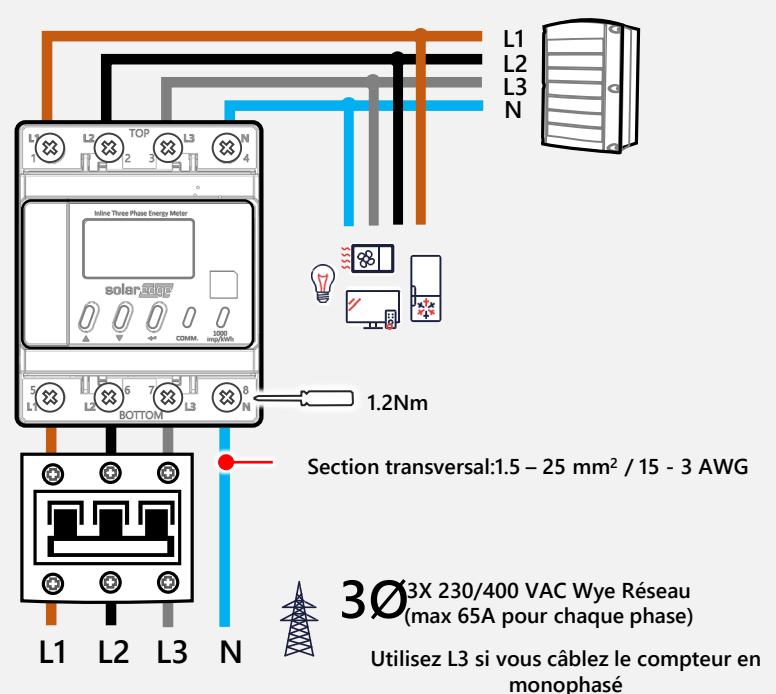 L1
L2
L3
N
L1 L2 TOP L3 N
1 2 3 4
Inline Three Phase Energy Meter
solaredge
COMM. 1000 imp/kWh
5 6 7 8
L1 L2 L3 N
BOTTOM
1.2Nm
Section transversal:1.5 – 25 mm² / 15 - 3 AWG
3Ø
3X 230/400 VAC Wye Réseau
(max 65A pour chaque phase)
L1 L2 L3 N
Utilisez L3 si vous câblez le compteur en
monophasé